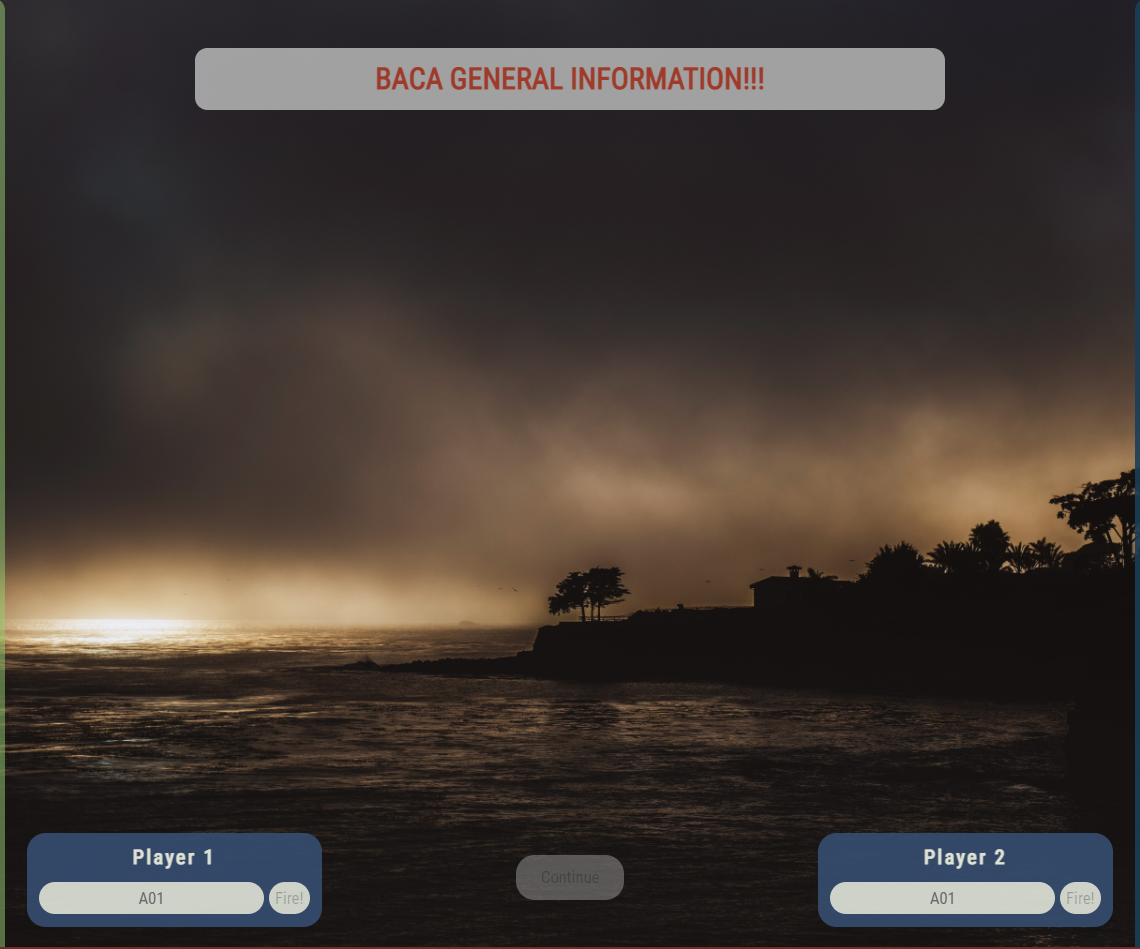 BACA GENERAL INFORMATION!!!
Player 1
A01 Fire!
Continue
Player 2
A01 Fire!